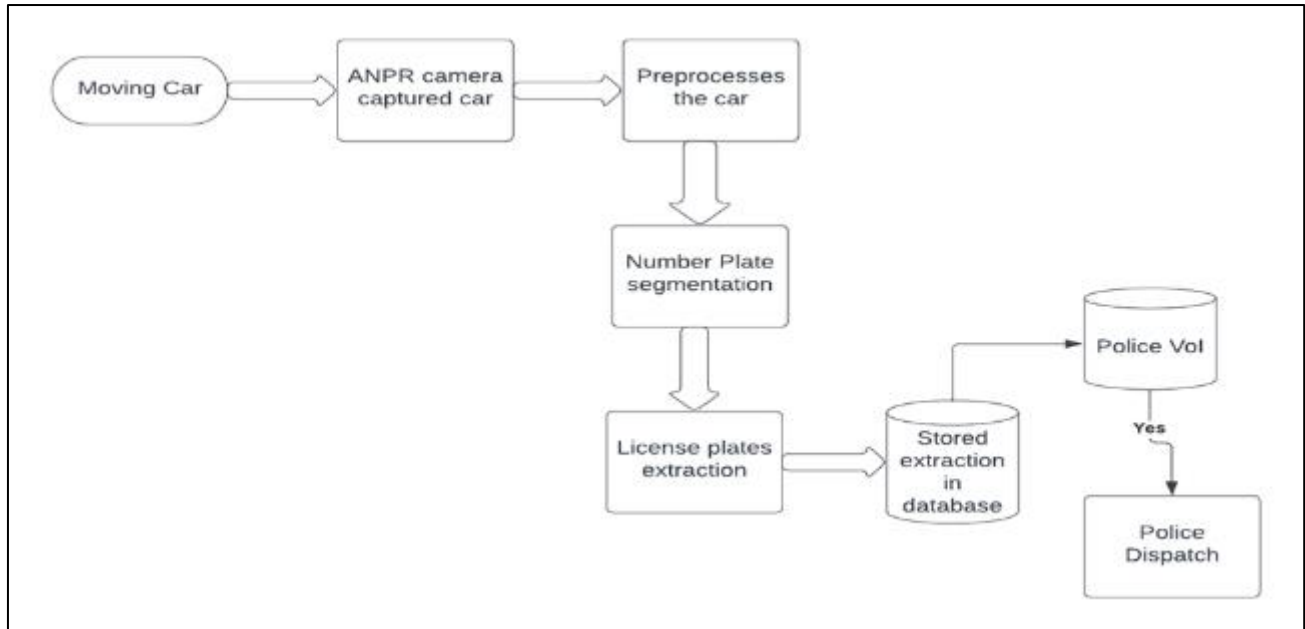 Moving Car
ANPR camera
captured car
Preprocesses
the car
Number Plate
segmentation
License plates
extraction
Stored
extraction
in
database
Police VoI
Yes
Police
Dispatch